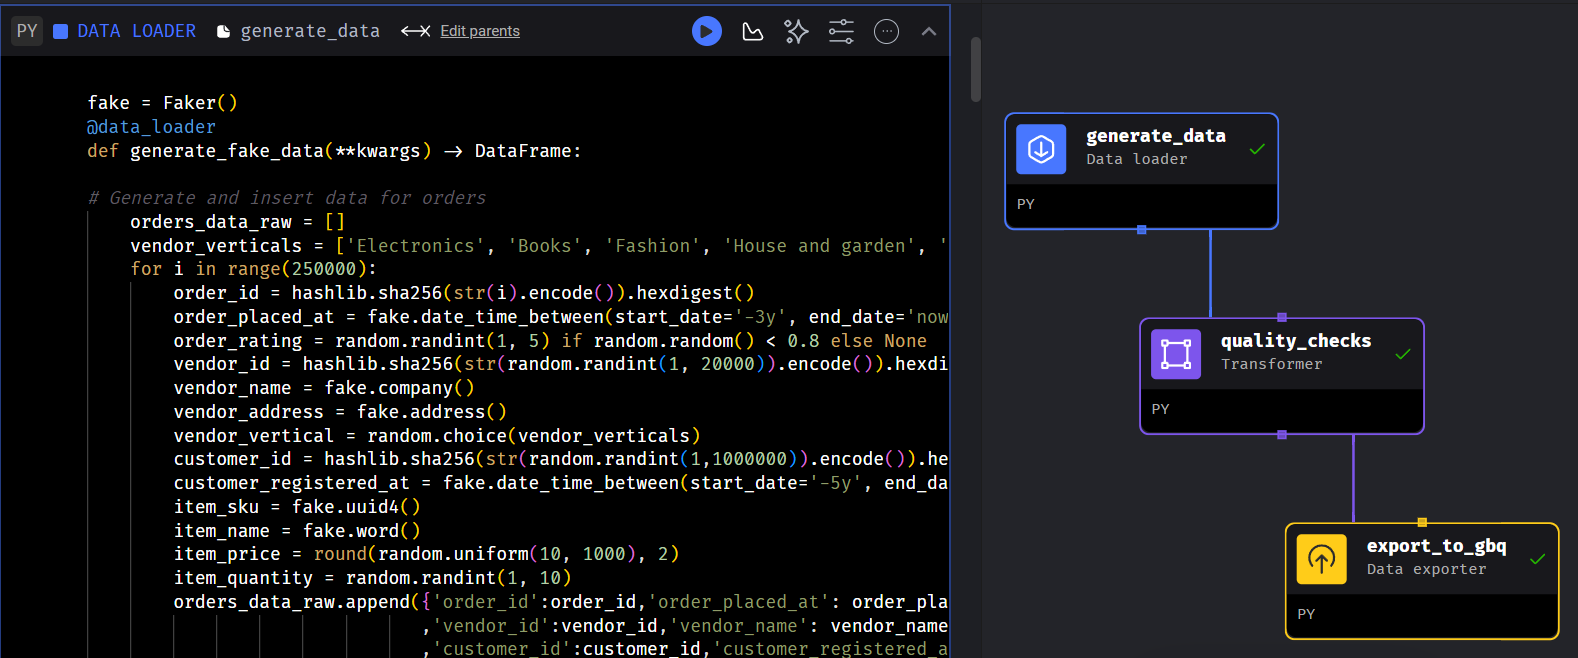 PY DATA LOADER generate_data Edit parents
fake = Faker()
@data_loader
def generate_fake_data(**kwargs) -> DataFrame:
# Generate and insert data for orders
orders_data_raw = []
vendor_verticals = ['Electronics', 'Books', 'Fashion', 'House and garden', '
for i in range(250000):
order_id = hashlib.sha256(str(i).encode()).hexdigest()
order_placed_at = fake.date_time_between(start_date='-3y', end_date='now
order_rating = random.randint(1, 5) if random.random() < 0.8 else None
vendor_id = hashlib.sha256(str(random.randint(1, 20000)).encode()).hexdi
vendor_name = fake.company()
vendor_address = fake.address()
vendor_vertical = random.choice(vendor_verticals)
customer_id = hashlib.sha256(str(random.randint(1,1000000)).encode()).he
customer_registered_at = fake.date_time_between(start_date='-5y', end_da
item_sku = fake.uuid4()
item_name = fake.word()
item_price = round(random.uniform(10, 1000), 2)
item_quantity = random.randint(1, 10)
orders_data_raw.append({'order_id':order_id,'order_placed_at': order_pla
,'vendor_id':vendor_id,'vendor_name': vendor_name
,'customer_id':customer_id,'customer_registered_a
generate_data
Data loader
PY
quality_checks
Transformer
PY
export_to_gbq
Data exporter
PY